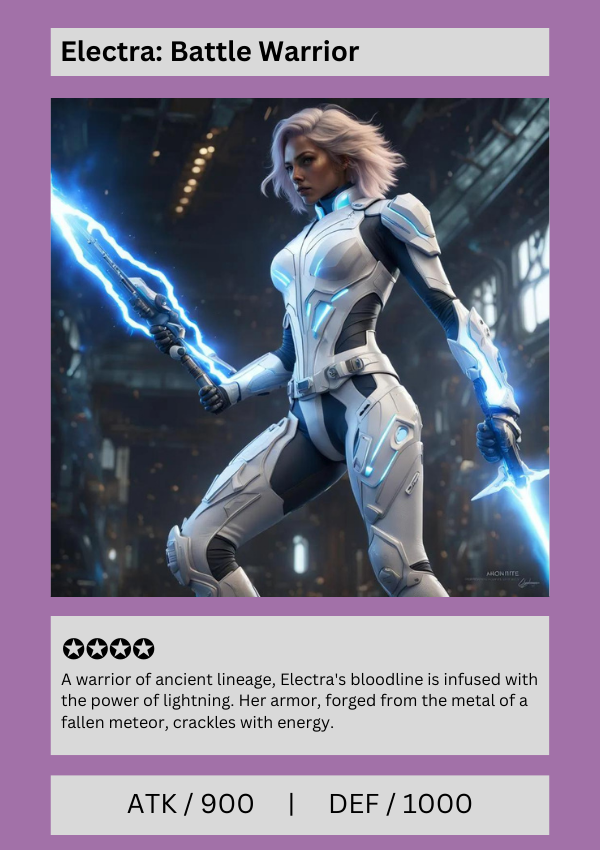 Electra: Battle Warrior
✪✪✪✪
A warrior of ancient lineage, Electra's bloodline is infused with
the power of lightning. Her armor, forged from the metal of a
fallen meteor, crackles with energy.
ATK / 900 | DEF / 1000